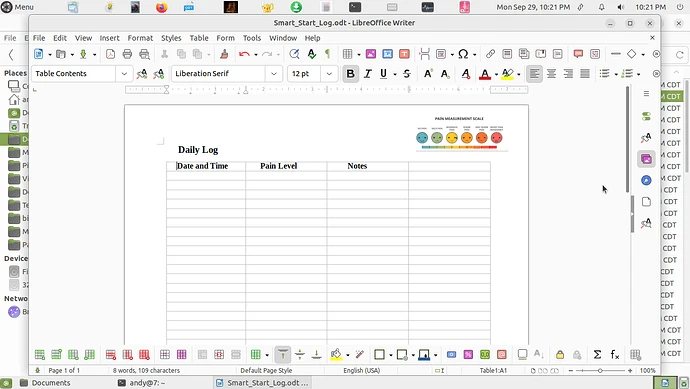 Menu
Mon Sep 29, 10:21 PM
10:21 PM
Smart_Start_Log.odt - LibreOffice Writer
File
File Edit View Insert Format Styles Table Form Tools Window Help
Places
Table Contents
Liberation Serif
12 pt
PAIN MEASUREMENT SCALE
Daily Log
Date and Time Pain Level Notes
Device
Netwo
CDT
Page 1 of 1
8 words, 109 characters
Default Page Style
English (USA)
Table1:A1
100%
Documents
andy@7: ~
Smart_Start_Log.odt ...